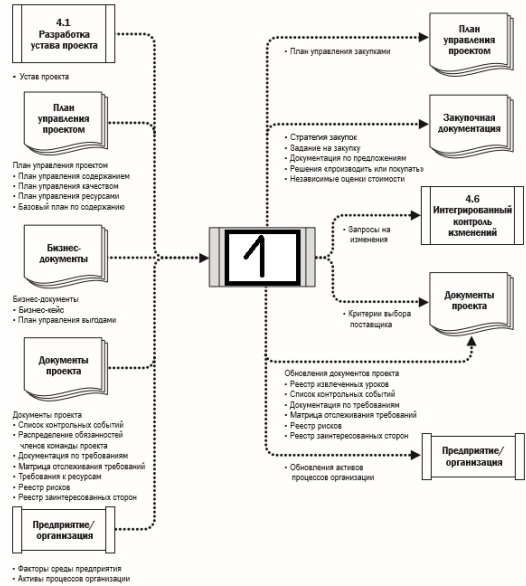 4.1
Разработка
устава проекта
• Устав проекта
План
управления
проектом
План управления проектом
• План управления содержанием
• План управления качеством
• План управления ресурсами
• Базовый план по содержанию
Бизнес-
документы
Бизнес-документы
• Бизнес-кейс
• План управления выгодами
Документы
проекта
Документы проекта
• Список контрольных событий
• Распределение обязанностей
членов команды проекта
• Документация по требованиям
• Матрица отслеживания требований
• Требования к ресурсам
• Реестр рисков
• Реестр заинтересованных сторон
Предприятие/
организация
• Факторы среды предприятия
• Активы процессов организации
1
План
управления
проектом
• План управления закупками
Закупочная
документация
• Стратегия закупок
• Задание на закупку
• Документация по предложениям
• Решения «производить или покупать»
• Независимые оценки стоимости
4.6
Интегрированный
контроль
изменений
• Запросы на
изменения
Документы
проекта
• Критерии выбора
поставщика
Обновления документов проекта
• Реестр извлеченных уроков
• Список контрольных событий
• Документация по требованиям
• Матрица отслеживания требований
• Реестр рисков
• Реестр заинтересованных сторон
Предприятие/
организация
• Обновления активов
процессов организации